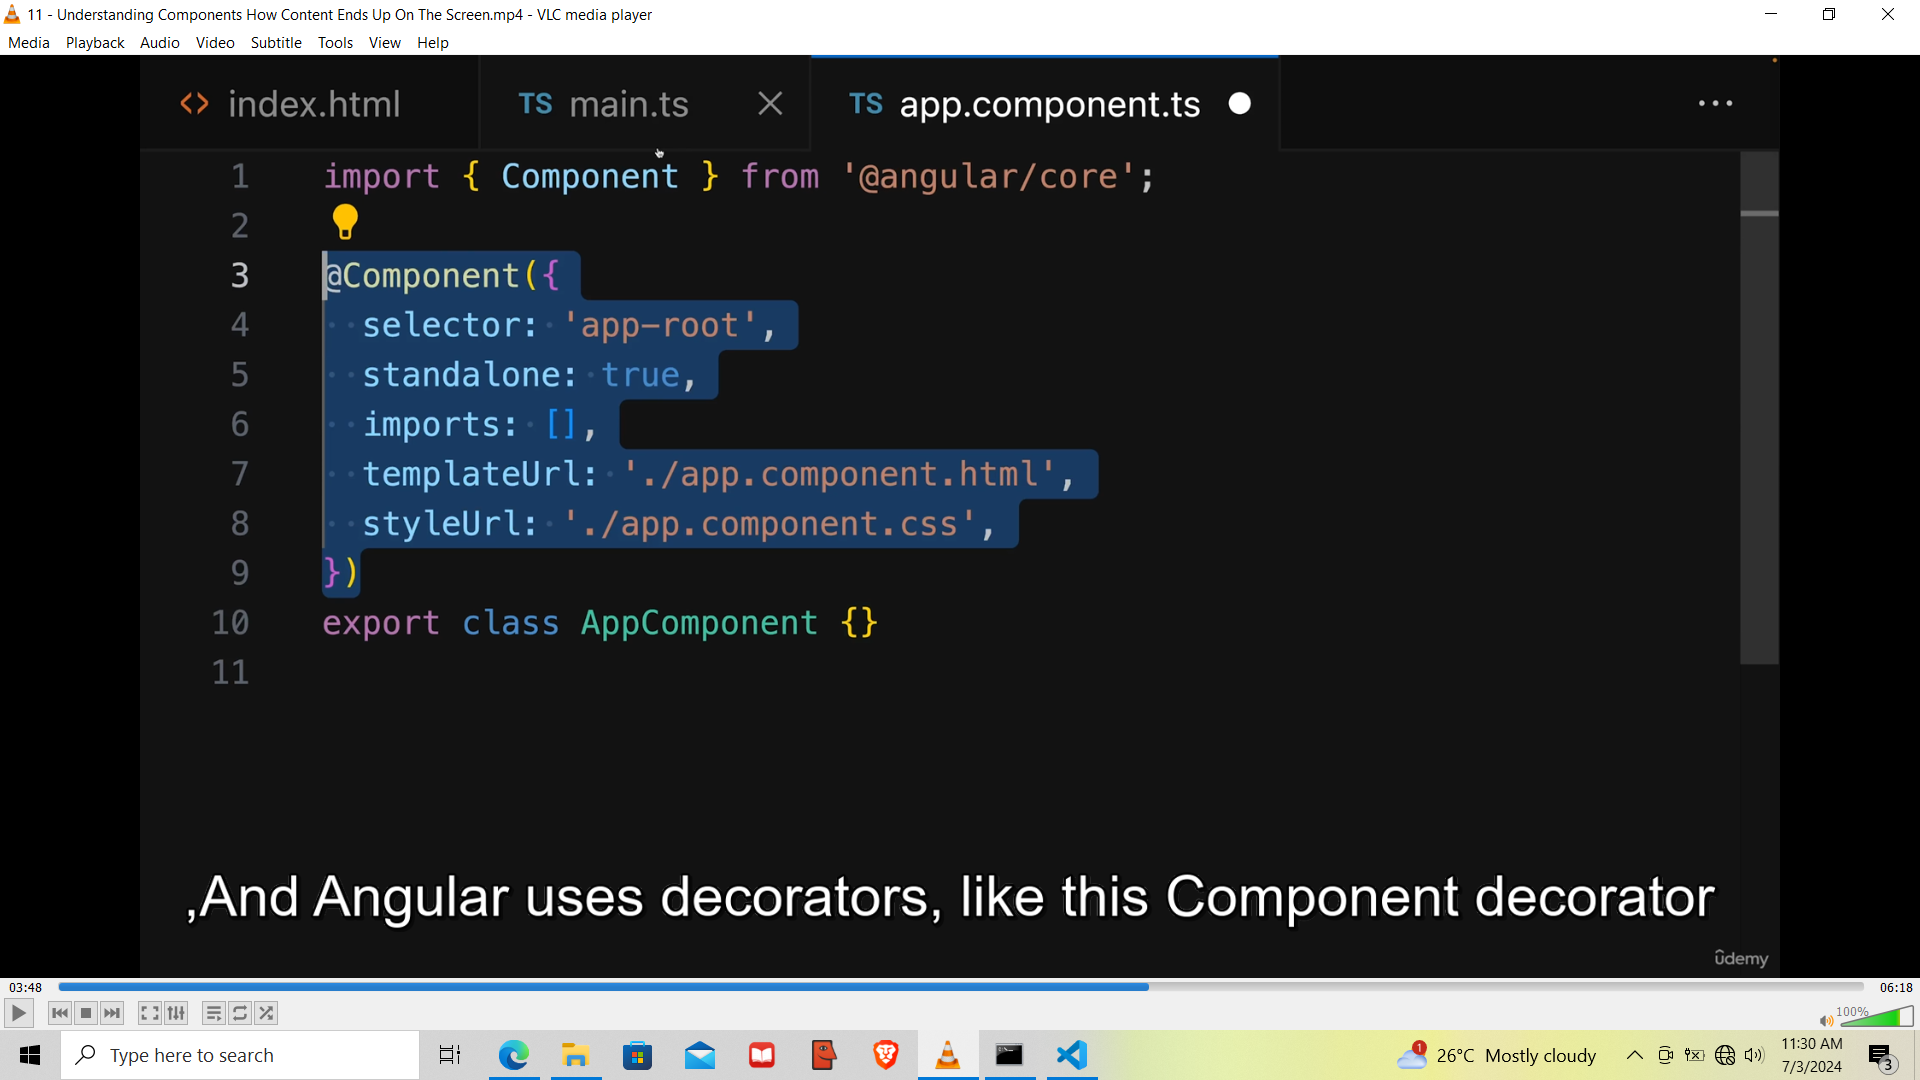 11 - Understanding Components How Content Ends Up On The Screen.mp4 - VLC media player
Media Playback Audio Video Subtitle Tools View Help
<> index.html TS main.ts TS app.component.ts
1 import { Component } from '@angular/core';
2
3 @Component({
4 selector: 'app-root',
5 standalone: true,
6 imports: [],
7 templateUrl: './app.component.html',
8 styleUrl: './app.component.css',
9 })
10 export class AppComponent {}
11
,And Angular uses decorators, like this Component decorator
ûdemy
03:48 06:18
100%
Type here to search
1 26°C Mostly cloudy
11:30 AM
7/3/2024
3